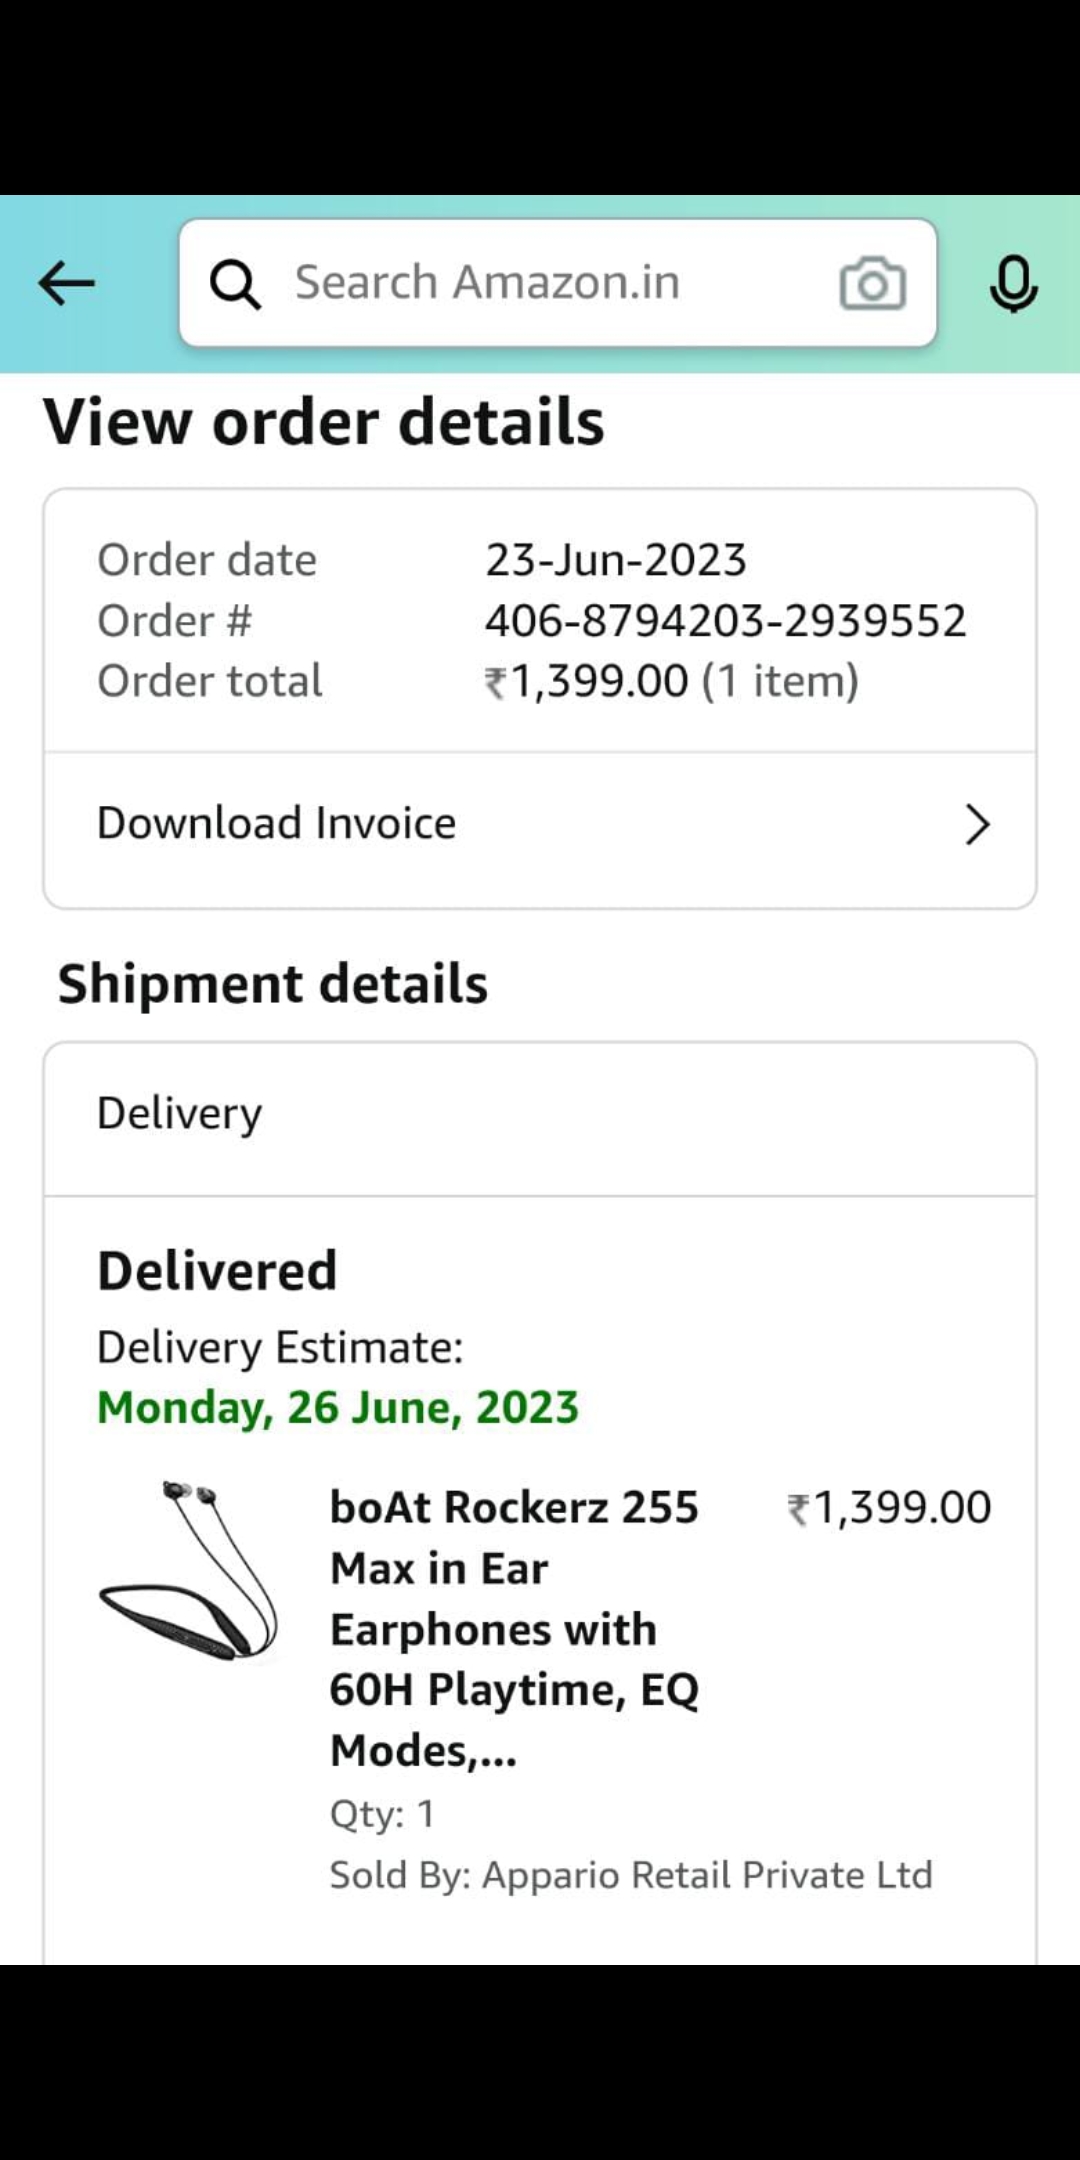 Search Amazon.in
View order details
Order date 23-Jun-2023
Order # 406-8794203-2939552
Order total ₹1,399.00 (1 item)
Download Invoice
Shipment details
Delivery
Delivered
Delivery Estimate:
Monday, 26 June, 2023
boAt Rockerz 255 ₹1,399.00
Max in Ear
Earphones with
60H Playtime, EQ
Modes,...
Qty: 1
Sold By: Appario Retail Private Ltd